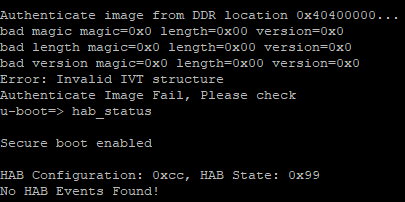 Authenticate image from DDR location 0x40400000...
bad magic magic=0x0 length=0x00 version=0x0
bad length magic=0x0 length=0x00 version=0x0
bad version magic=0x0 length=0x00 version=0x0
Error: Invalid IVT structure
Authenticate Image Fail, Please check
u-boot=> hab_status
Secure boot enabled
HAB Configuration: 0xcc, HAB State: 0x99
No HAB Events Found!